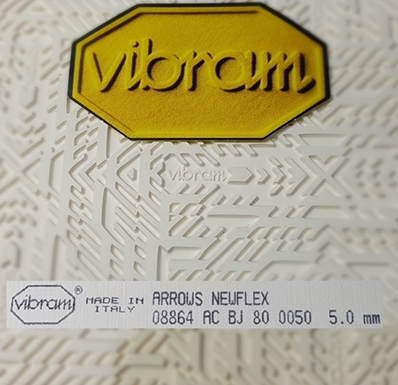 vibram
vibram
vibram® MADE IN ITALY
ARROWS NEWFLEX
08864 AC BJ 80 0050 5.0 mm